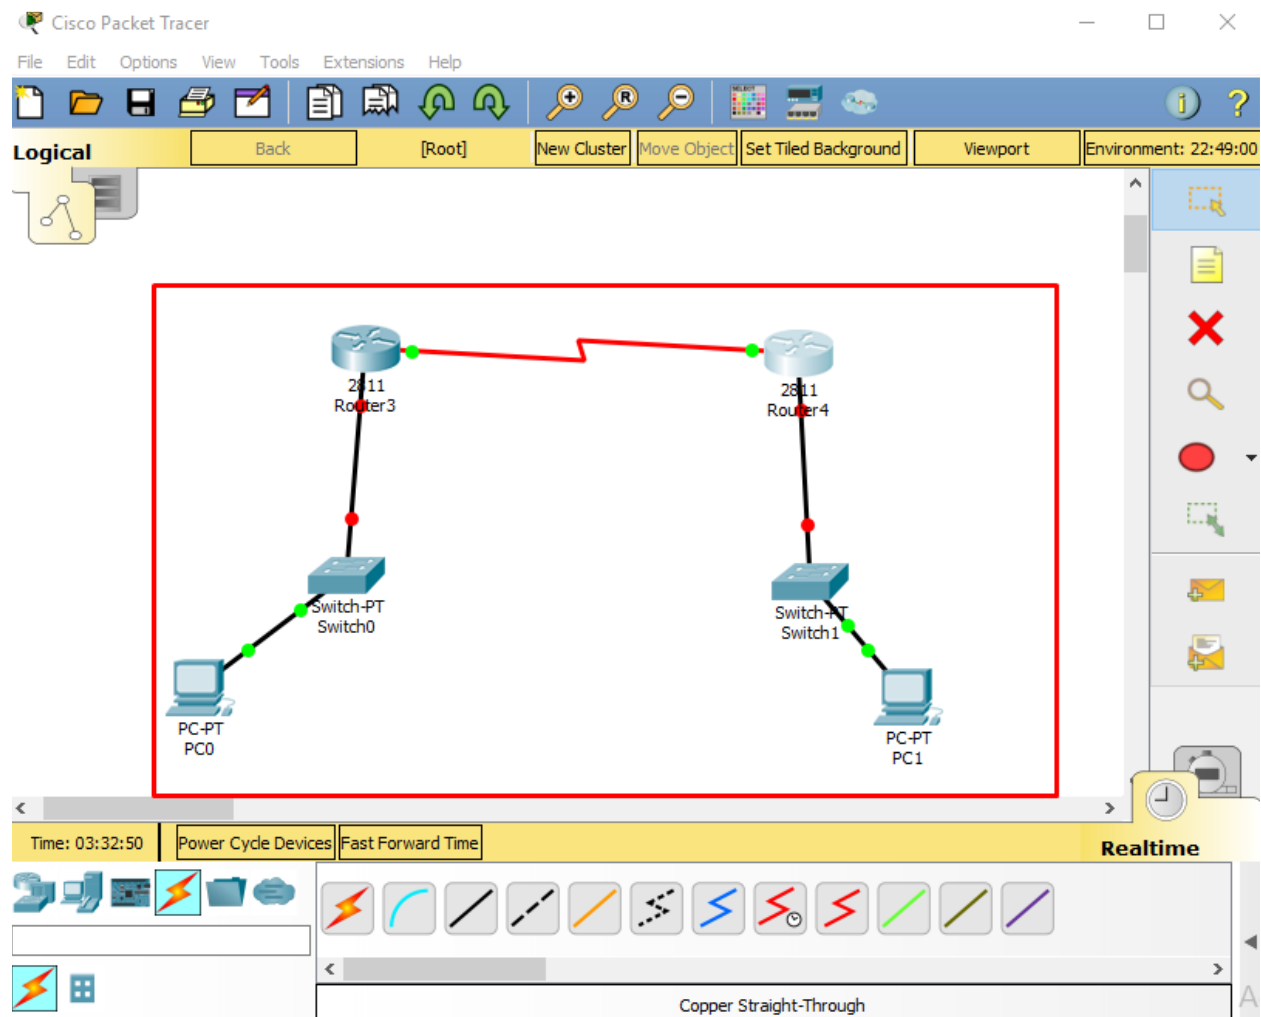 Cisco Packet Tracer
File Edit Options View Tools Extensions Help
Logical Back [Root] New Cluster Move Object Set Tiled Background Viewport Environment: 22:49:00
2811
Router3
2811
Router4
Switch-PT
Switch0
Switch-PT
Switch1
PC-PT
PC0
PC-PT
PC1
Time: 03:32:50 Power Cycle Devices Fast Forward Time Realtime
Copper Straight-Through